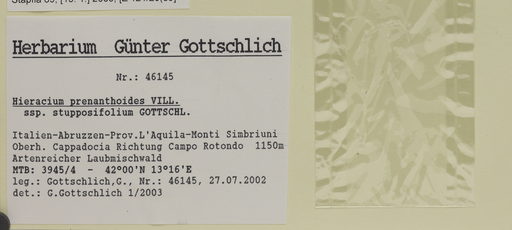 Herbarium Günter Gottschlich
Nr.: 46145
Hieracium prenanthoides VILL.
ssp. stupposifolium GOTTSCHL.
Italien-Abruzzen-Prov.L'Aquila-Monti Simbriuni
Oberh. Cappadocia Richtung Campo Rotondo 1150m
Artenreicher Laubmischwald
MTB: 3945/4 - 42°00'N 13°16'E
leg.: Gottschlich,G., Nr.: 46145, 27.07.2002
det.: G.Gottschlich 1/2003